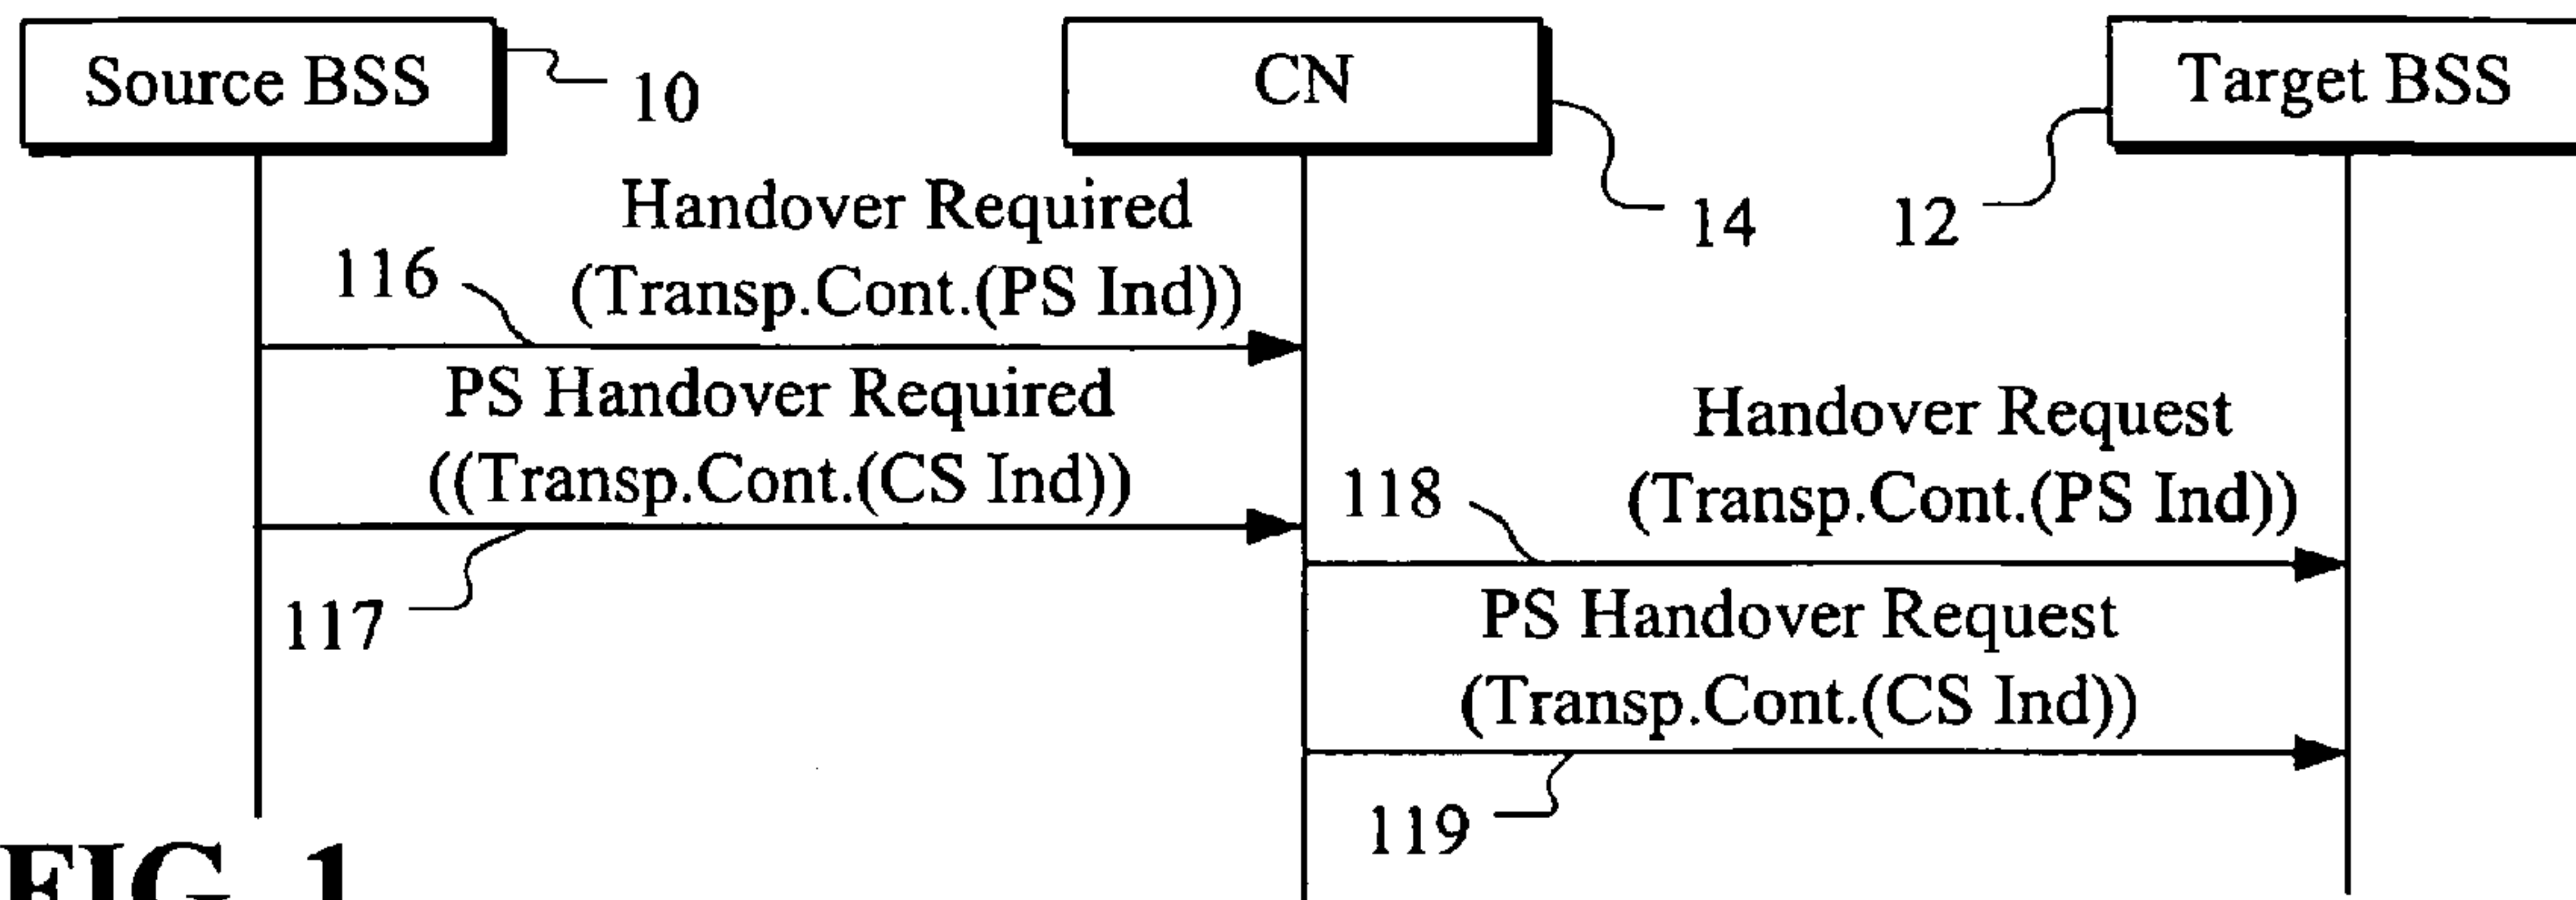 Source BSS
10
CN
14
Target BSS
12
Handover Required
(Transp.Cont.(PS Ind))
116
PS Handover Required
((Transp.Cont.(CS Ind))
117
Handover Request
(Transp.Cont.(PS Ind))
118
PS Handover Request
(Transp.Cont.(CS Ind))
119
FIG. 1